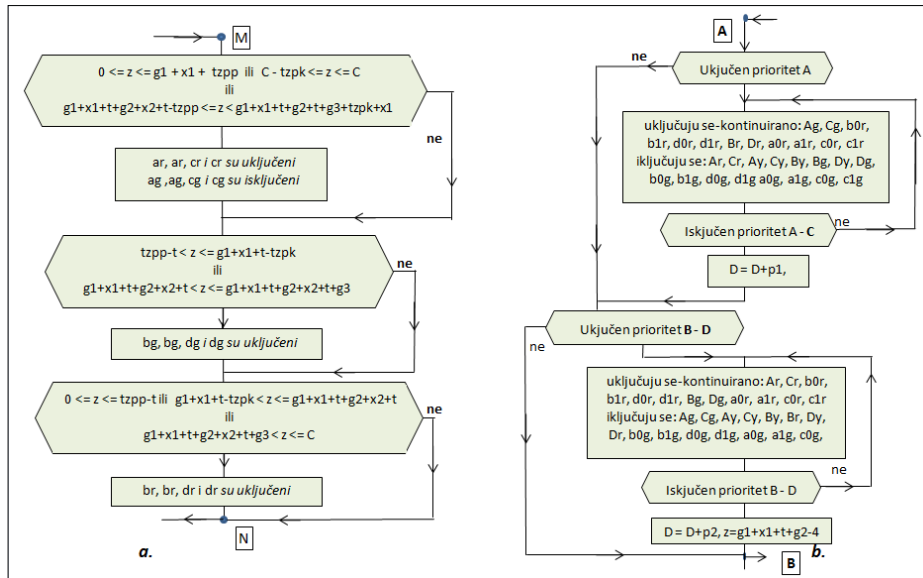 M
0 <= z <= g1 + x1 + tzpp ili C - tzpk <= z <= C
ili
g1+x1+t+g2+x2+t-tzpp <= z< g1+x1+t+g2+t+g3+tzpk+x1
ne
ar, ar, cr i cr su uključeni
ag ,ag, cg i cg su isključeni
tzpp-t < z <= g1+x1+t-tzpk
ili
g1+x1+t+g2+x2+t < z <= g1+x1+t+g2+x2+t+g3
ne
bg, bg, dg i dg su uključeni
0 <= z <= tzpp-t ili g1+x1+t-tzpk < z <= g1+x1+t+g2+x2+t
ili
g1+x1+t+g2+x2+t+g3 < z <= C
ne
br, br, dr i dr su uključeni
N
a.
A
ne
Ukjučen prioritet A
uključuju se-kontinuirano: Ag, Cg, b0r,
b1r, d0r, d1r, Br, Dr, a0r, a1r, c0r, c1r
iključuju se: Ar, Cr, Ay, Cy, By, Bg, Dy, Dg,
b0g, b1g, d0g, d1g a0g, a1g, c0g, c1g
ne
Iskjučen prioritet A - C
D = D+p1,
Ukjučen prioritet B - D
ne
uključuju se-kontinuirano: Ar, Cr, b0r,
b1r, d0r, d1r, Bg, Dg, a0r, a1r, c0r, c1r
iključuju se: Ag, Cg, Ay, Cy, By, Br, Dy,
Dr, b0g, b1g, d0g, d1g, a0g, a1g, c0g,
ne
Iskjučen prioritet B - D
D = D+p2, z=g1+x1+t+g2-4
B
b.